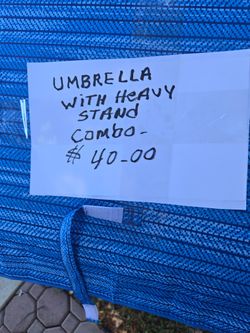 UMBRELLA
WITH HEAVY
STAND
COMBO-
$ 40-00